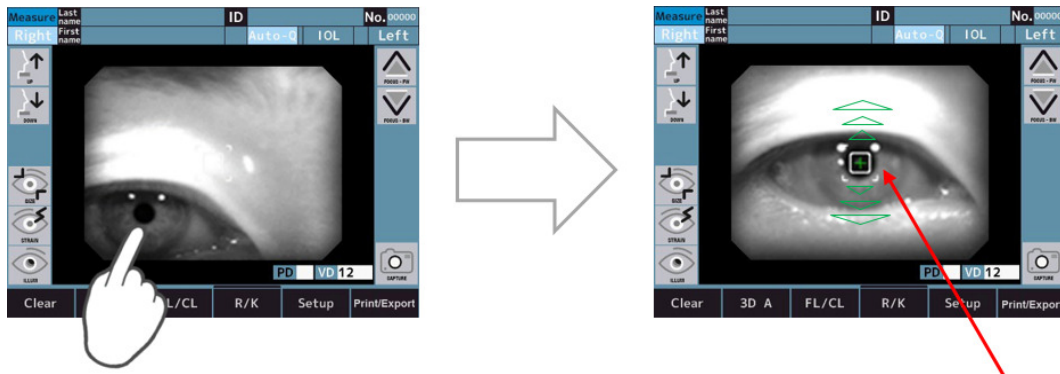 Measure Last name ID No. 00000
Right First name Auto-Q IOL Left
UP
FOCUS - FW
DOWN
FOCUS - BW
SIZE
STRAIN
ILLUM
CAPTURE
PD VD 12
Clear L/CL R/K Setup Print/Export
Measure Last name ID No. 00000
Right First name Auto-Q IOL Left
UP
FOCUS - FW
DOWN
FOCUS - BW
SIZE
STRAIN
ILLUM
CAPTURE
PD VD 12
Clear 3D A FL/CL R/K Setup Print/Export